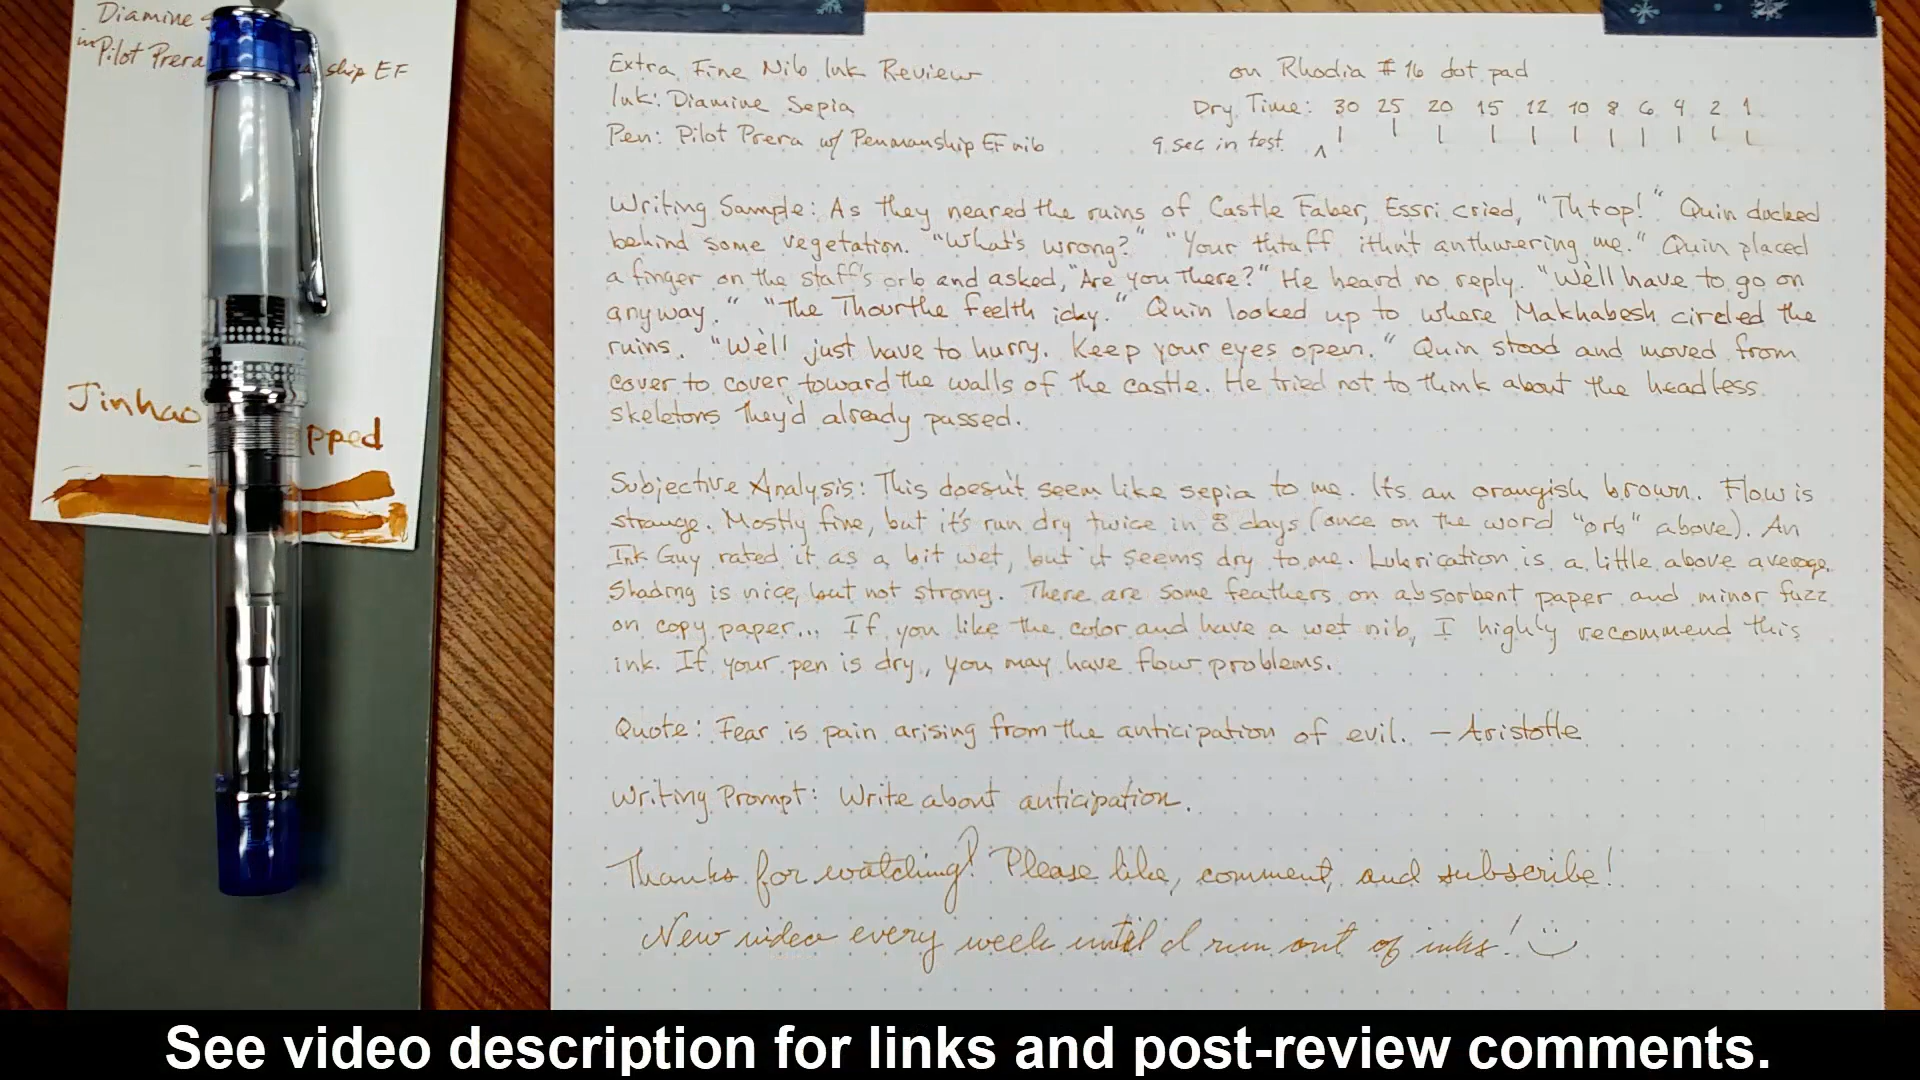 Diamine
in Pilot Prera ship EF
Jinhao pped
Extra Fine Nib Ink Review
on Rhodia #16 dot pad
Ink: Diamine Sepia
Dry Time: 30 25 20 15 12 10 8 6 4 2 1
Pen: Pilot Prera w/ Penmanship EF nib
9 sec in test
Writing Sample: As they neared the ruins of Castle Faber, Essri cried, "Thtop!" Quin ducked
behind some vegetation. "What's wrong?" "Your thtaff ithn't anthwering me." Quin placed
a finger on the staff's orb and asked, "Are you there?" He heard no reply. "We'll have to go on
anyway." "The Thourthe feelth icky." Quin looked up to where Makhabesh circled the
ruins. "We'll just have to hurry. Keep your eyes open." Quin stood and moved from
cover to cover toward the walls of the castle. He tried not to think about the headless
skeletons they'd already passed.
Subjective Analysis: This doesn't seem like sepia to me. It's an orangish brown. Flow is
strange. Mostly fine, but it's run dry twice in 8 days (once on the word "orb" above). An
Ink Guy rated it as a bit wet, but it seems dry to me. Lubrication is a little above average.
Shading is nice, but not strong. There are some feathers on absorbent paper and minor fuzz
on copy paper... If you like the color and have a wet nib, I highly recommend this
ink. If your pen is dry, you may have flow problems.
Quote: Fear is pain arising from the anticipation of evil. - Aristotle
Writing Prompt: Write about anticipation.
Thanks for watching! Please like, comment, and subscribe!
New video every week until I run out of inks!
See video description for links and post-review comments.